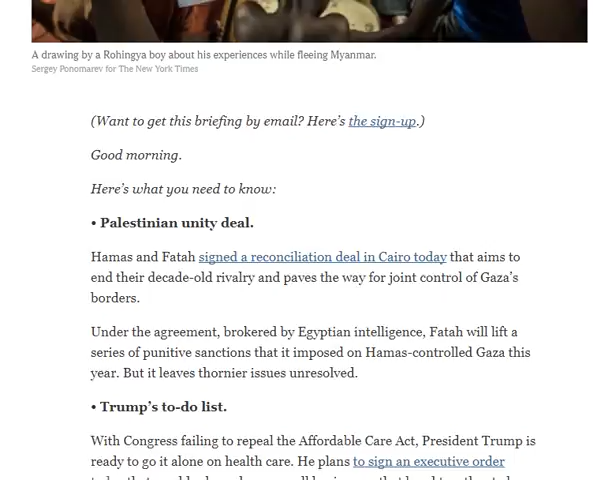 A drawing by a Rohingya boy about his experiences while fleeing Myanmar.
Sergey Ponomarev for The New York Times
(Want to get this briefing by email? Here’s the sign-up.)
Good morning.
Here’s what you need to know:
• Palestinian unity deal.
Hamas and Fatah signed a reconciliation deal in Cairo today that aims to
end their decade-old rivalry and paves the way for joint control of Gaza’s
borders.
Under the agreement, brokered by Egyptian intelligence, Fatah will lift a
series of punitive sanctions that it imposed on Hamas-controlled Gaza this
year. But it leaves thornier issues unresolved.
• Trump’s to-do list.
With Congress failing to repeal the Affordable Care Act, President Trump is
ready to go it alone on health care. He plans to sign an executive order